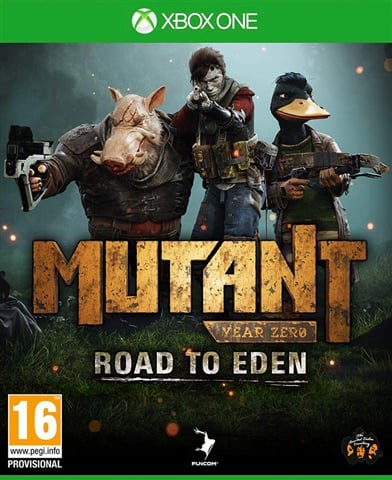 XBOX ONE
MUTANT
YEAR ZERO
ROAD TO EDEN
16
www.pegi.info
PROVISIONAL
FUNCOM